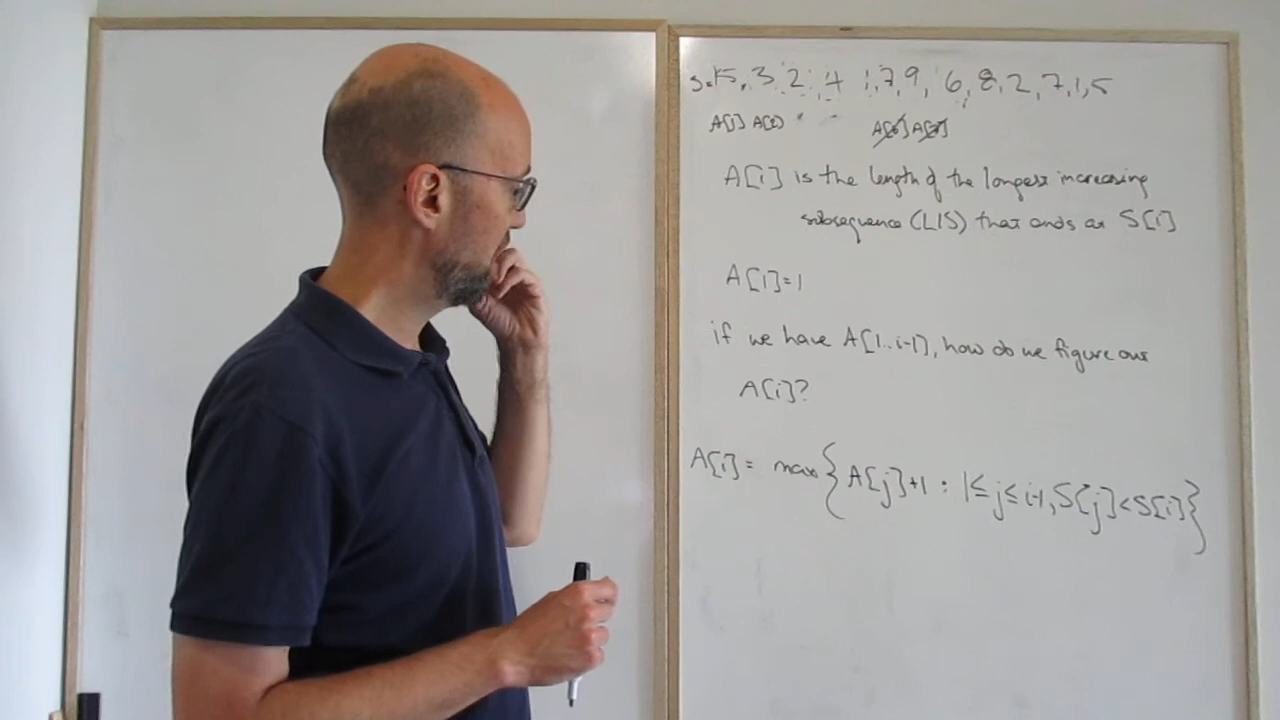 S=15, 3, 2, 4 1, 7, 9, 6, 8, 2, 7, 1, 5
A[1] A[2] A[6] A[7]
A[i] is the length of the longest increasing
subsequence (LIS) that ends at S[i]
A[1]=1
if we have A[1..i-1], how do we figure out
A[i]?
A[i] = max{A[j]+1 : 1≤j≤i-1, S[j]<S[i]}